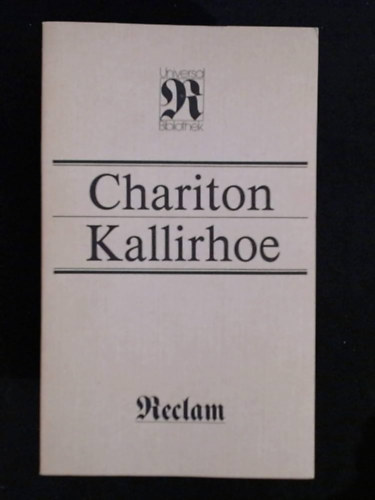 Universal
R
Bibliothek
Chariton
Kallirhoe
Reclam